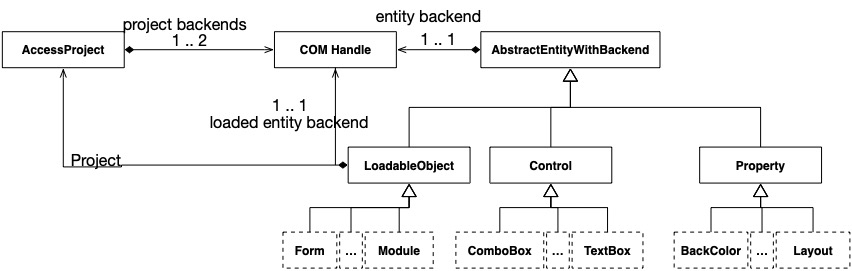 entity backend
project backends
1 .. 2
1 .. 1
AccessProject
COM Handle
AbstractEntityWithBackend
1 .. 1
loaded entity backend
Project
LoadableObject
Control
Property
Form
...
Module
ComboBox
...
TextBox
BackColor
...
Layout